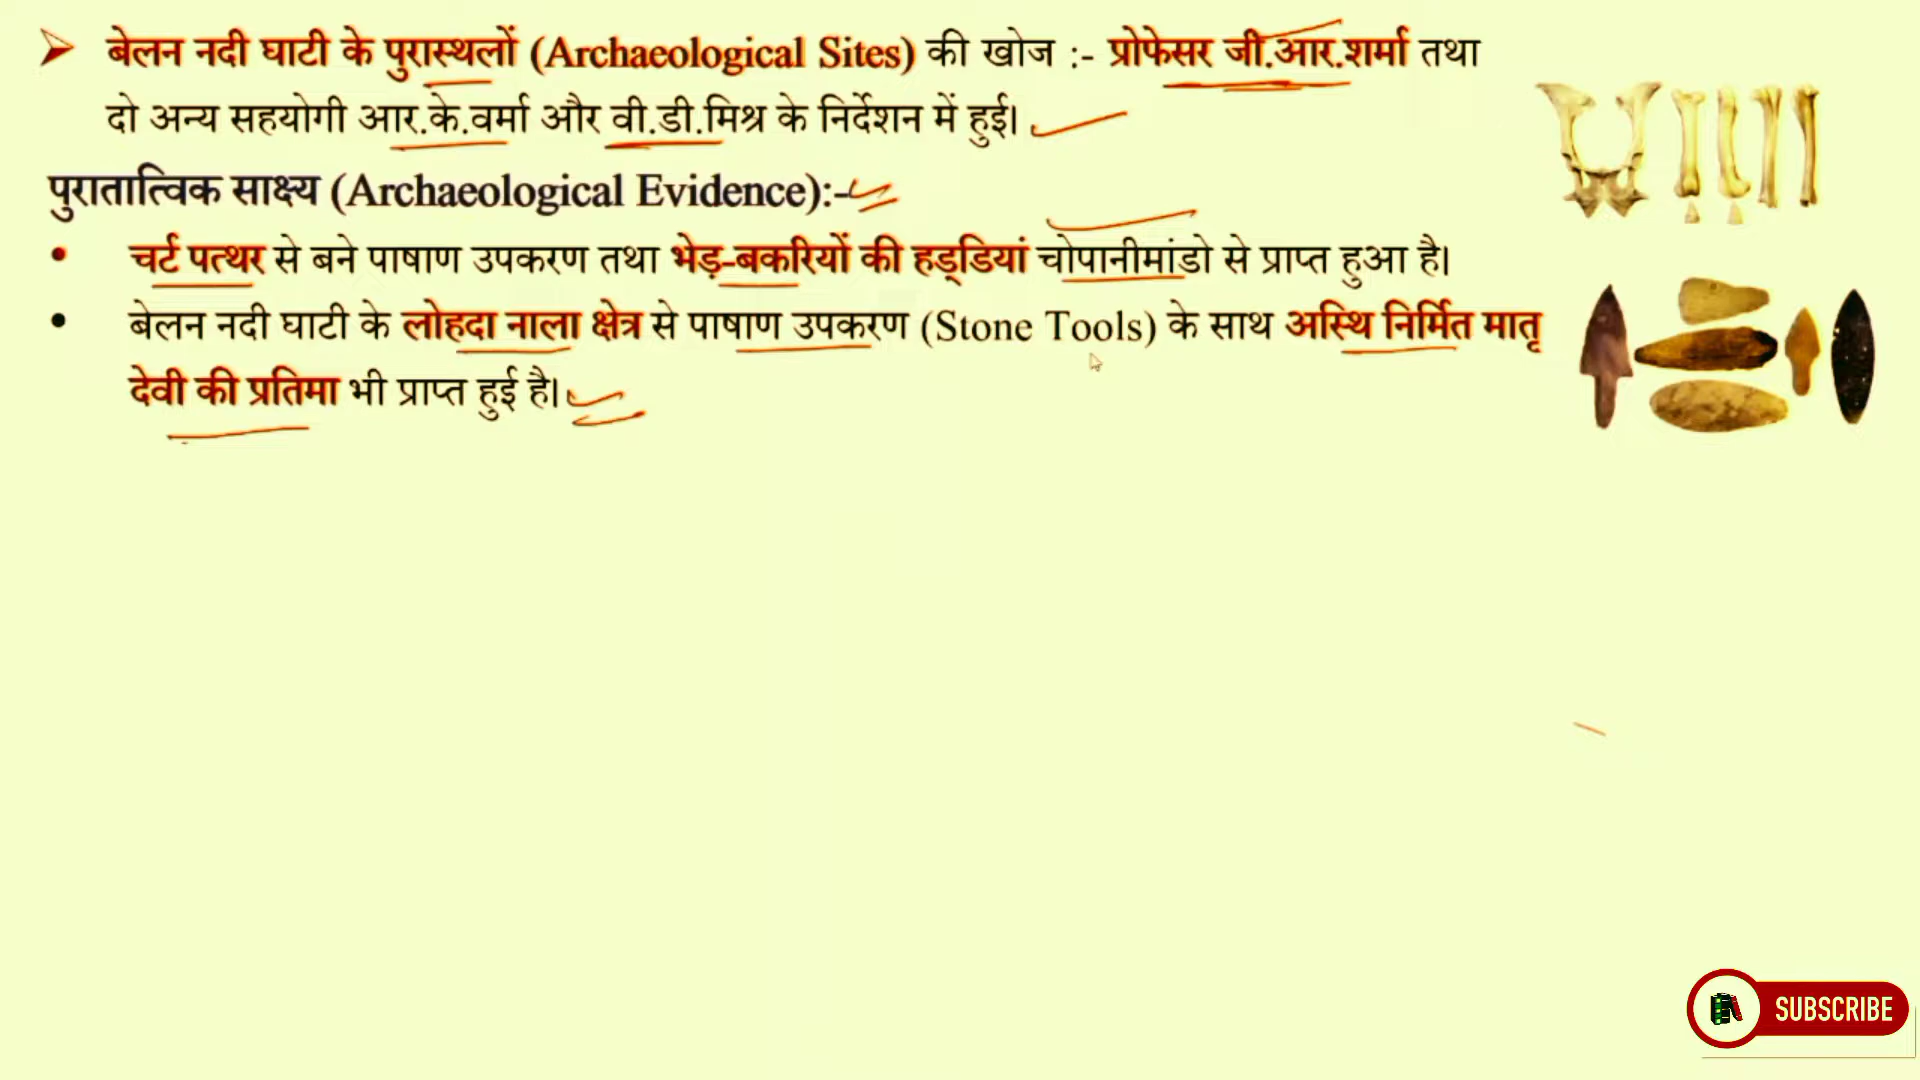 बेलन नदी घाटी के पुरास्थलों (Archaeological Sites) की खोज :- प्रोफेसर जी.आर.शर्मा तथा
दो अन्य सहयोगी आर.के.वर्मा और वी.डी.मिश्र के निर्देशन में हुई।
पुरातात्विक साक्ष्य (Archaeological Evidence):-
• चर्ट पत्थर से बने पाषाण उपकरण तथा भेड़-बकरियों की हड्डियां चोपानीमांडो से प्राप्त हुआ है।
• बेलन नदी घाटी के लोहदा नाला क्षेत्र से पाषाण उपकरण (Stone Tools) के साथ अस्थि निर्मित मातृ
देवी की प्रतिमा भी प्राप्त हुई है।
SUBSCRIBE